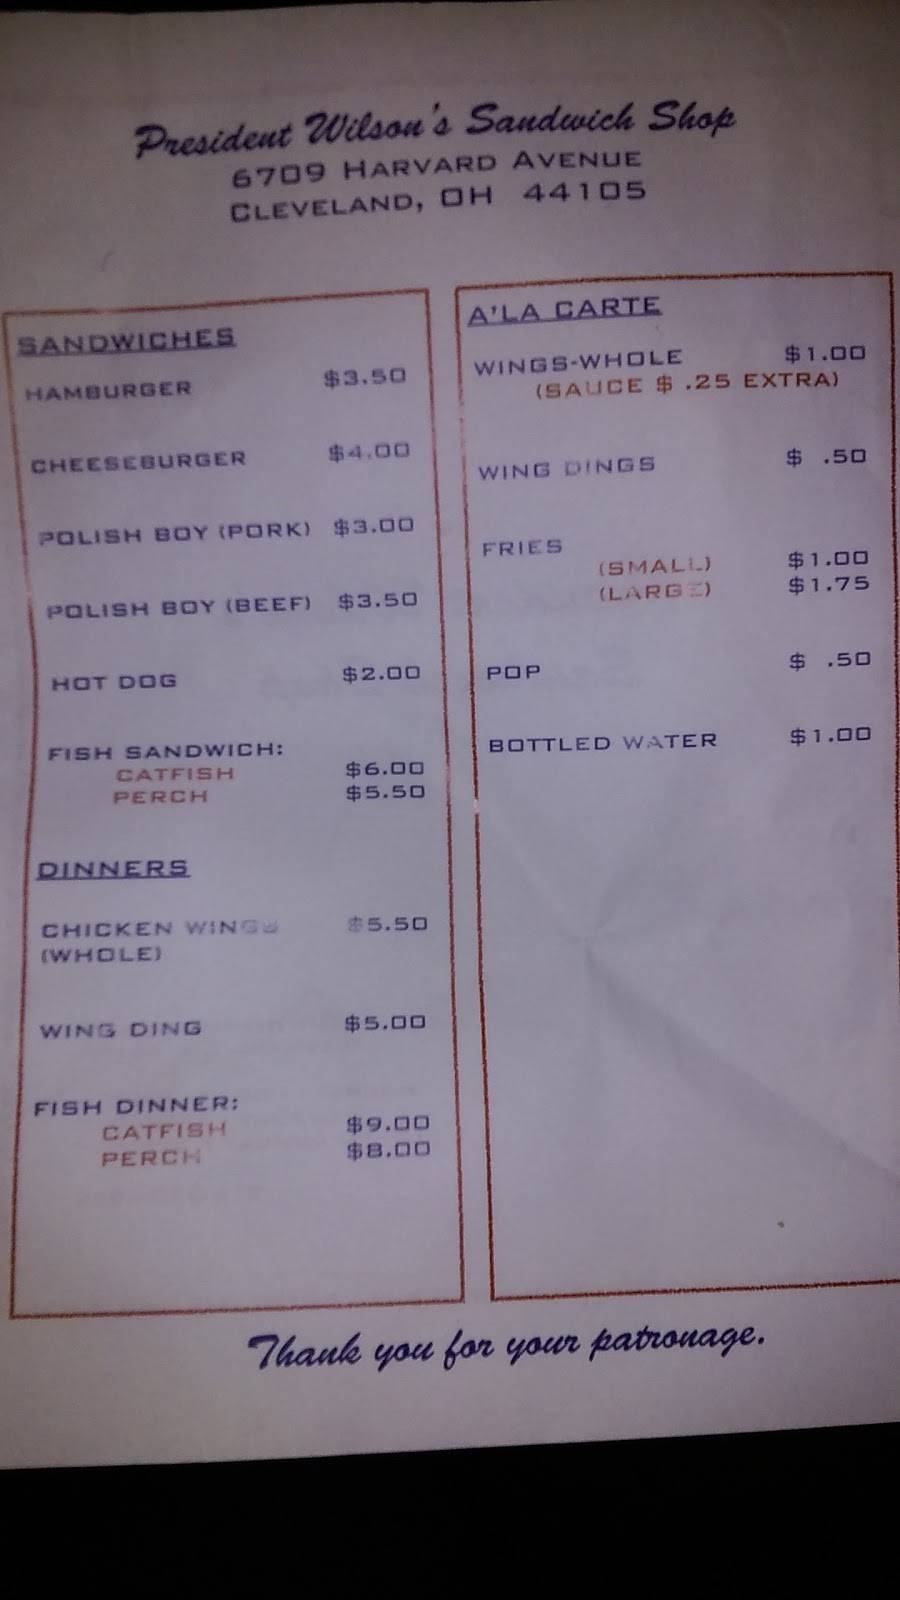 President Wilson's Sandwich Shop
6709 HARVARD AVENUE
CLEVELAND, OH 44105
SANDWICHES
HAMBURGER $3.50
CHEESEBURGER $4.00
POLISH BOY (PORK) $3.00
POLISH BOY (BEEF) $3.50
HOT DOG $2.00
FISH SANDWICH:
CATFISH $6.00
PERCH $5.50
DINNERS
CHICKEN WINGS $5.50
(WHOLE)
WING DING $5.00
FISH DINNER:
CATFISH $9.00
PERCH $8.00
A'LA CARTE
WINGS-WHOLE $1.00
(SAUCE $ .25 EXTRA)
WING DINGS $ .50
FRIES
(SMALL) $1.00
(LARGE) $1.75
POP $ .50
BOTTLED WATER $1.00
Thank you for your patronage.